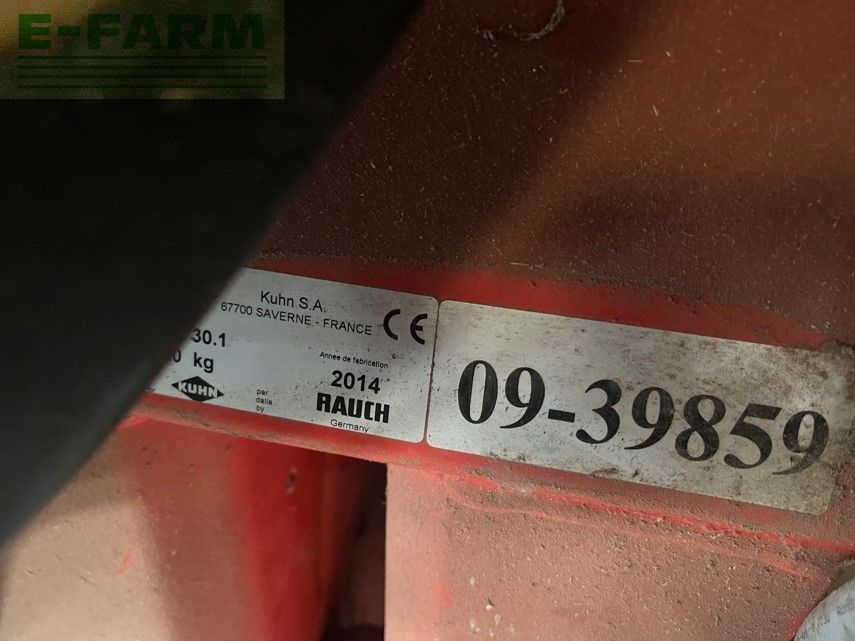 E-FARM
Kuhn S.A.
67700 SAVERNE - FRANCE
CE
30.1
Annee de fabrication
0 kg
2014
KUHN
par
dalla
by
RAUCH
Germany
09-39859